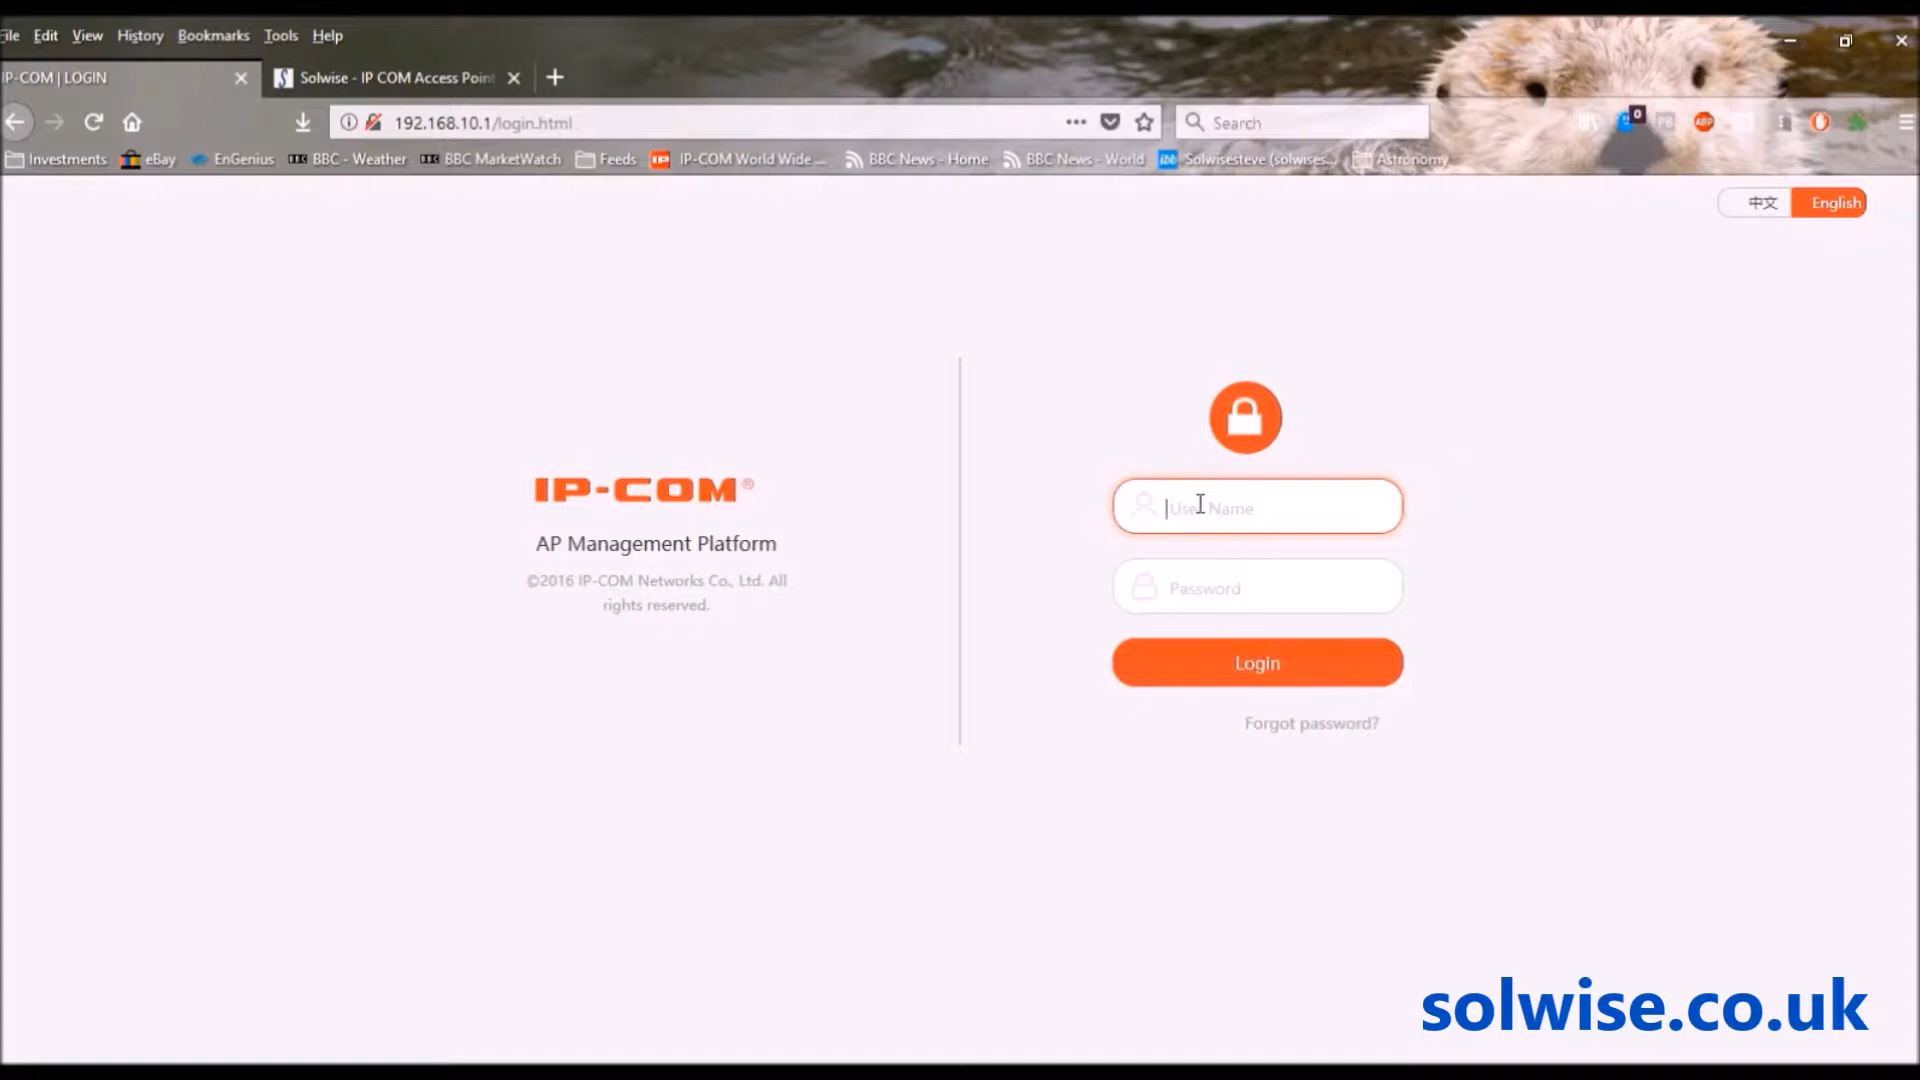 File Edit View History Bookmarks Tools Help
IP-COM | LOGIN
Solwise - IP COM Access Point
192.168.10.1/login.html
Search
0
ABP
Investments eBay EnGenius BBC - Weather BBC MarketWatch Feeds IP-COM World Wide ... BBC News - Home BBC News - World Solwisesteve (solwises... Astronomy
中文 English
IP-COM®
AP Management Platform
©2016 IP-COM Networks Co., Ltd. All
rights reserved.
User Name
Password
Login
Forgot password?
solwise.co.uk